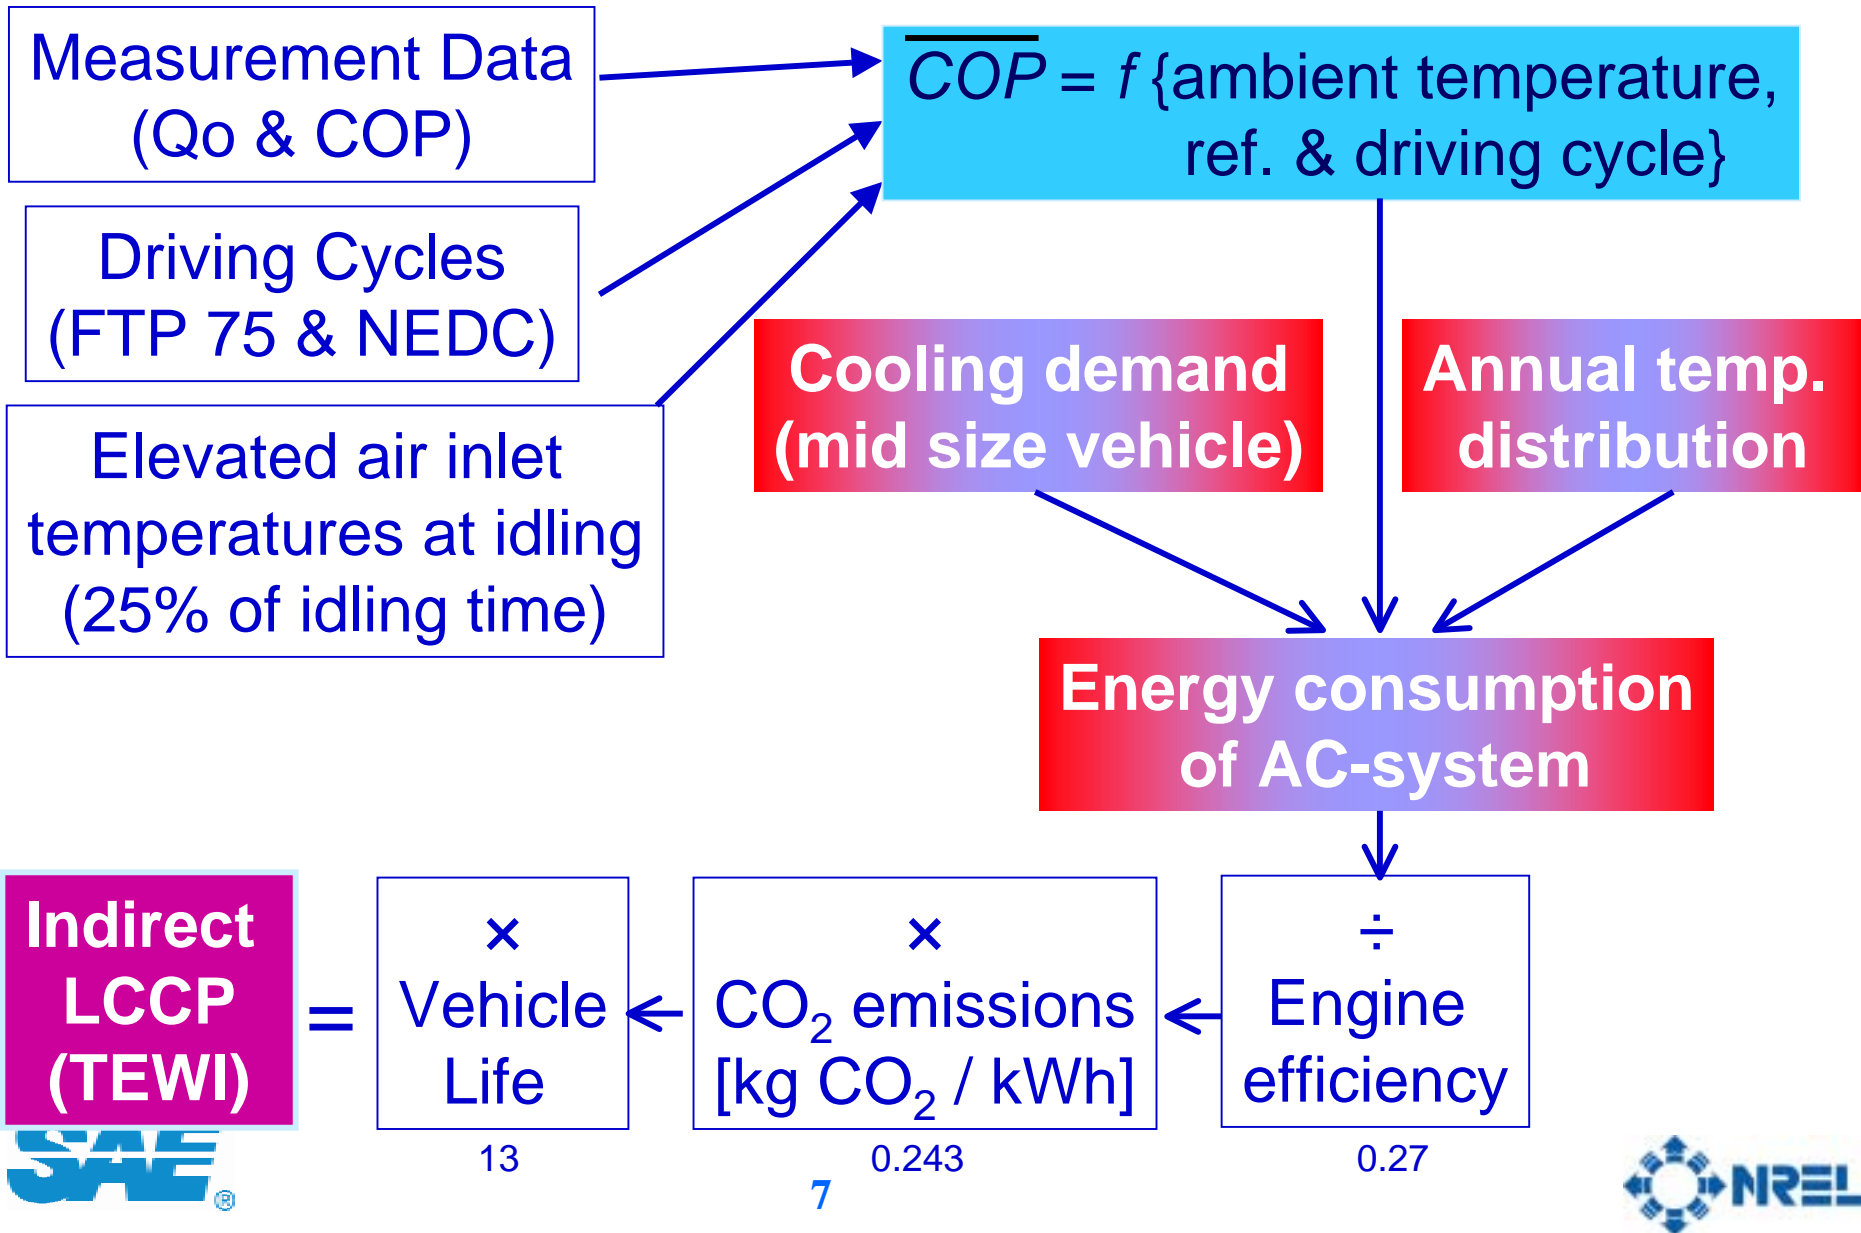 Measurement Data
(Qo & COP)
COP = f {ambient temperature,
ref. & driving cycle}
Driving Cycles
(FTP 75 & NEDC)
Elevated air inlet
temperatures at idling
(25% of idling time)
Cooling demand
(mid size vehicle)
Annual temp.
distribution
Energy consumption
of AC-system
Indirect
LCCP
(TEWI)
=
×
Vehicle
Life
13
×
CO₂ emissions
[kg CO₂ / kWh]
0.243
÷
Engine
efficiency
0.27
SAE®
7
NREL